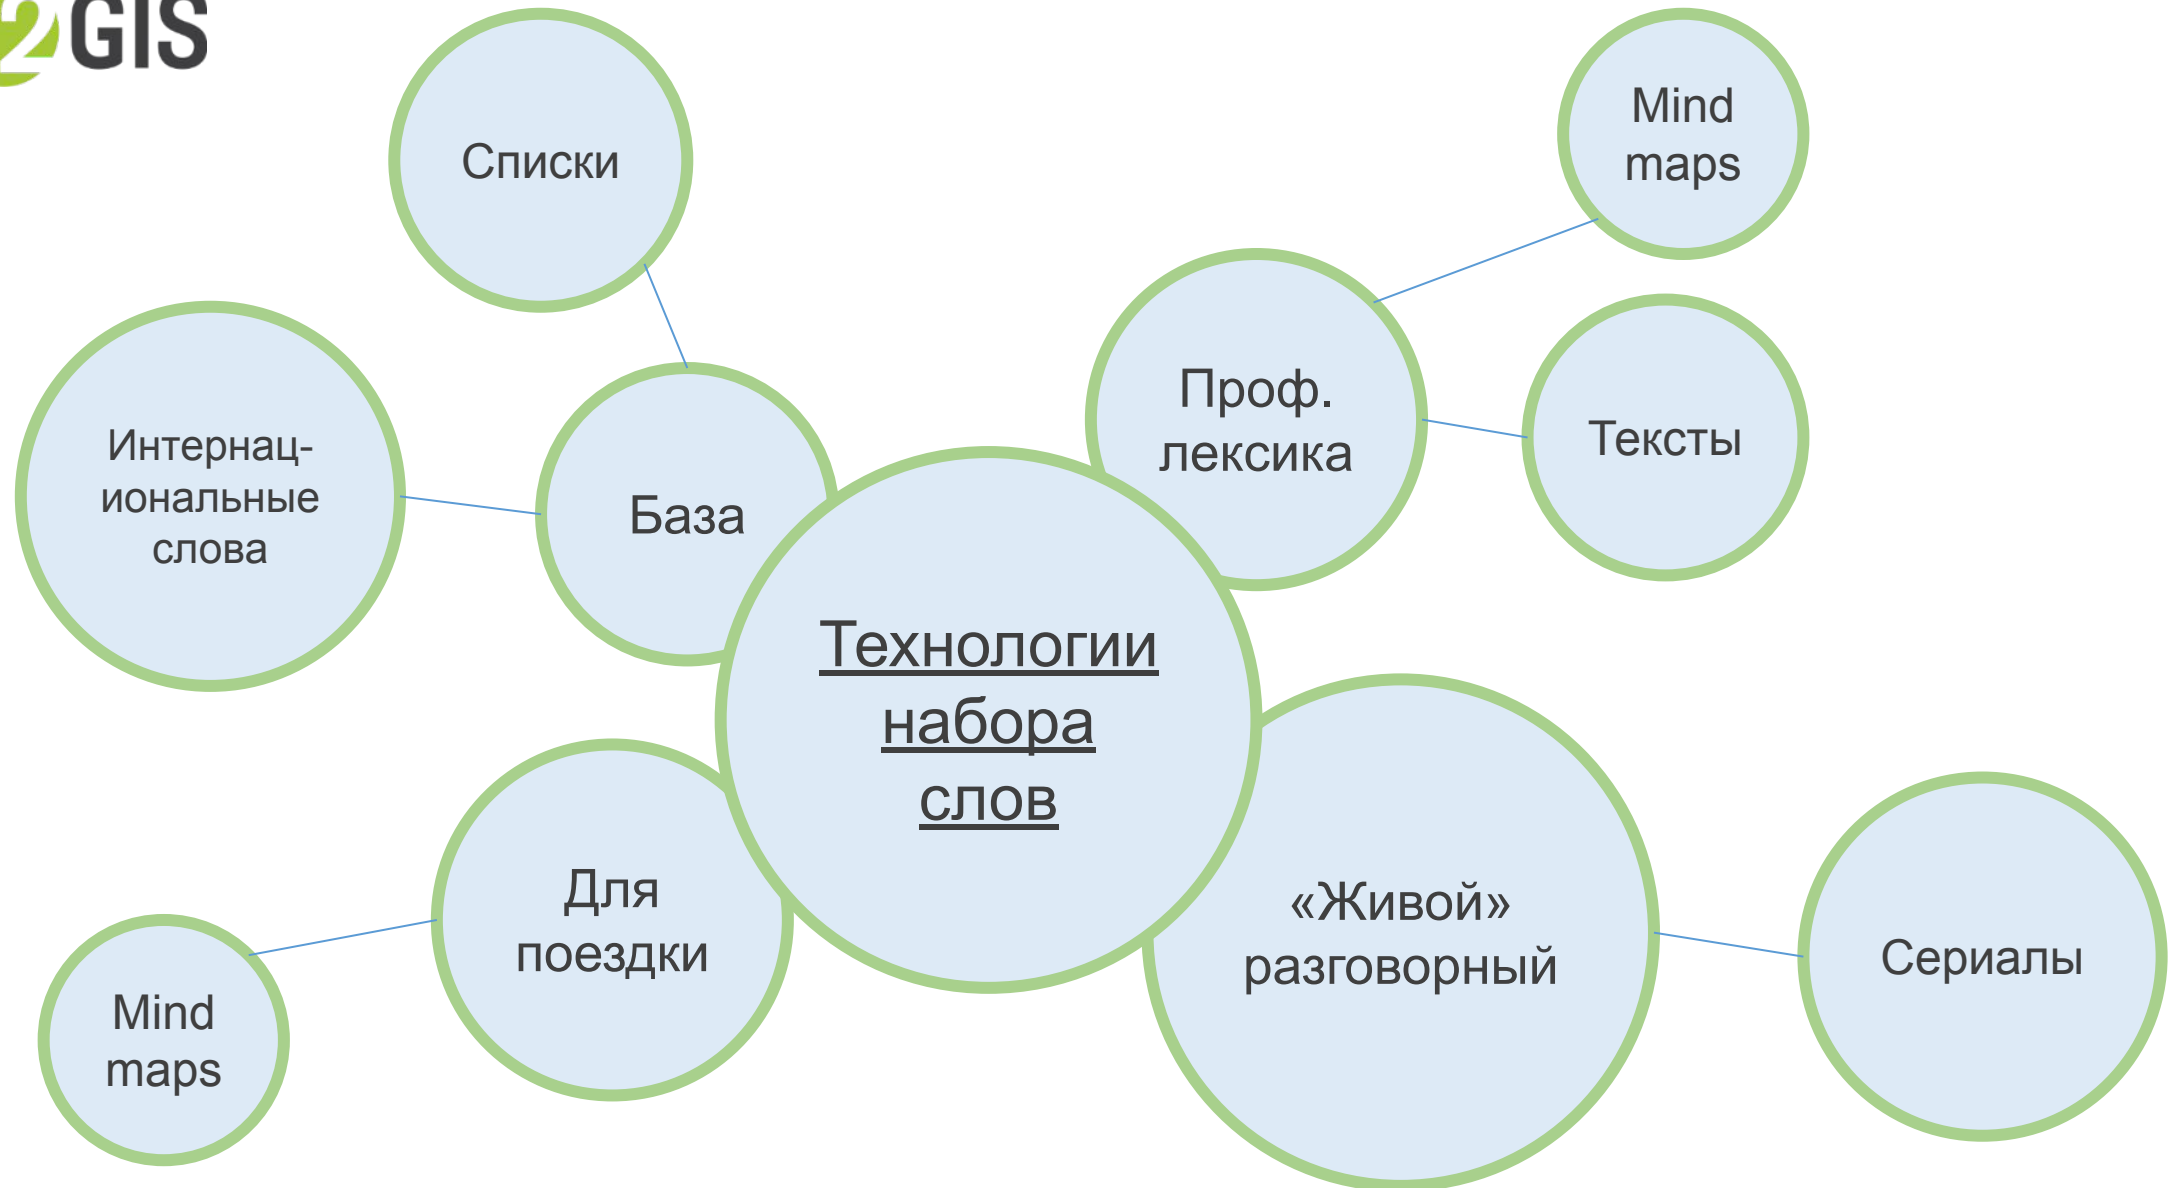 2GIS
Списки
Mind
maps
Интернац-
иональные
слова
База
Проф.
лексика
Тексты
Технологии
набора
слов
Для
поездки
Mind
maps
«Живой»
разговорный
Сериалы